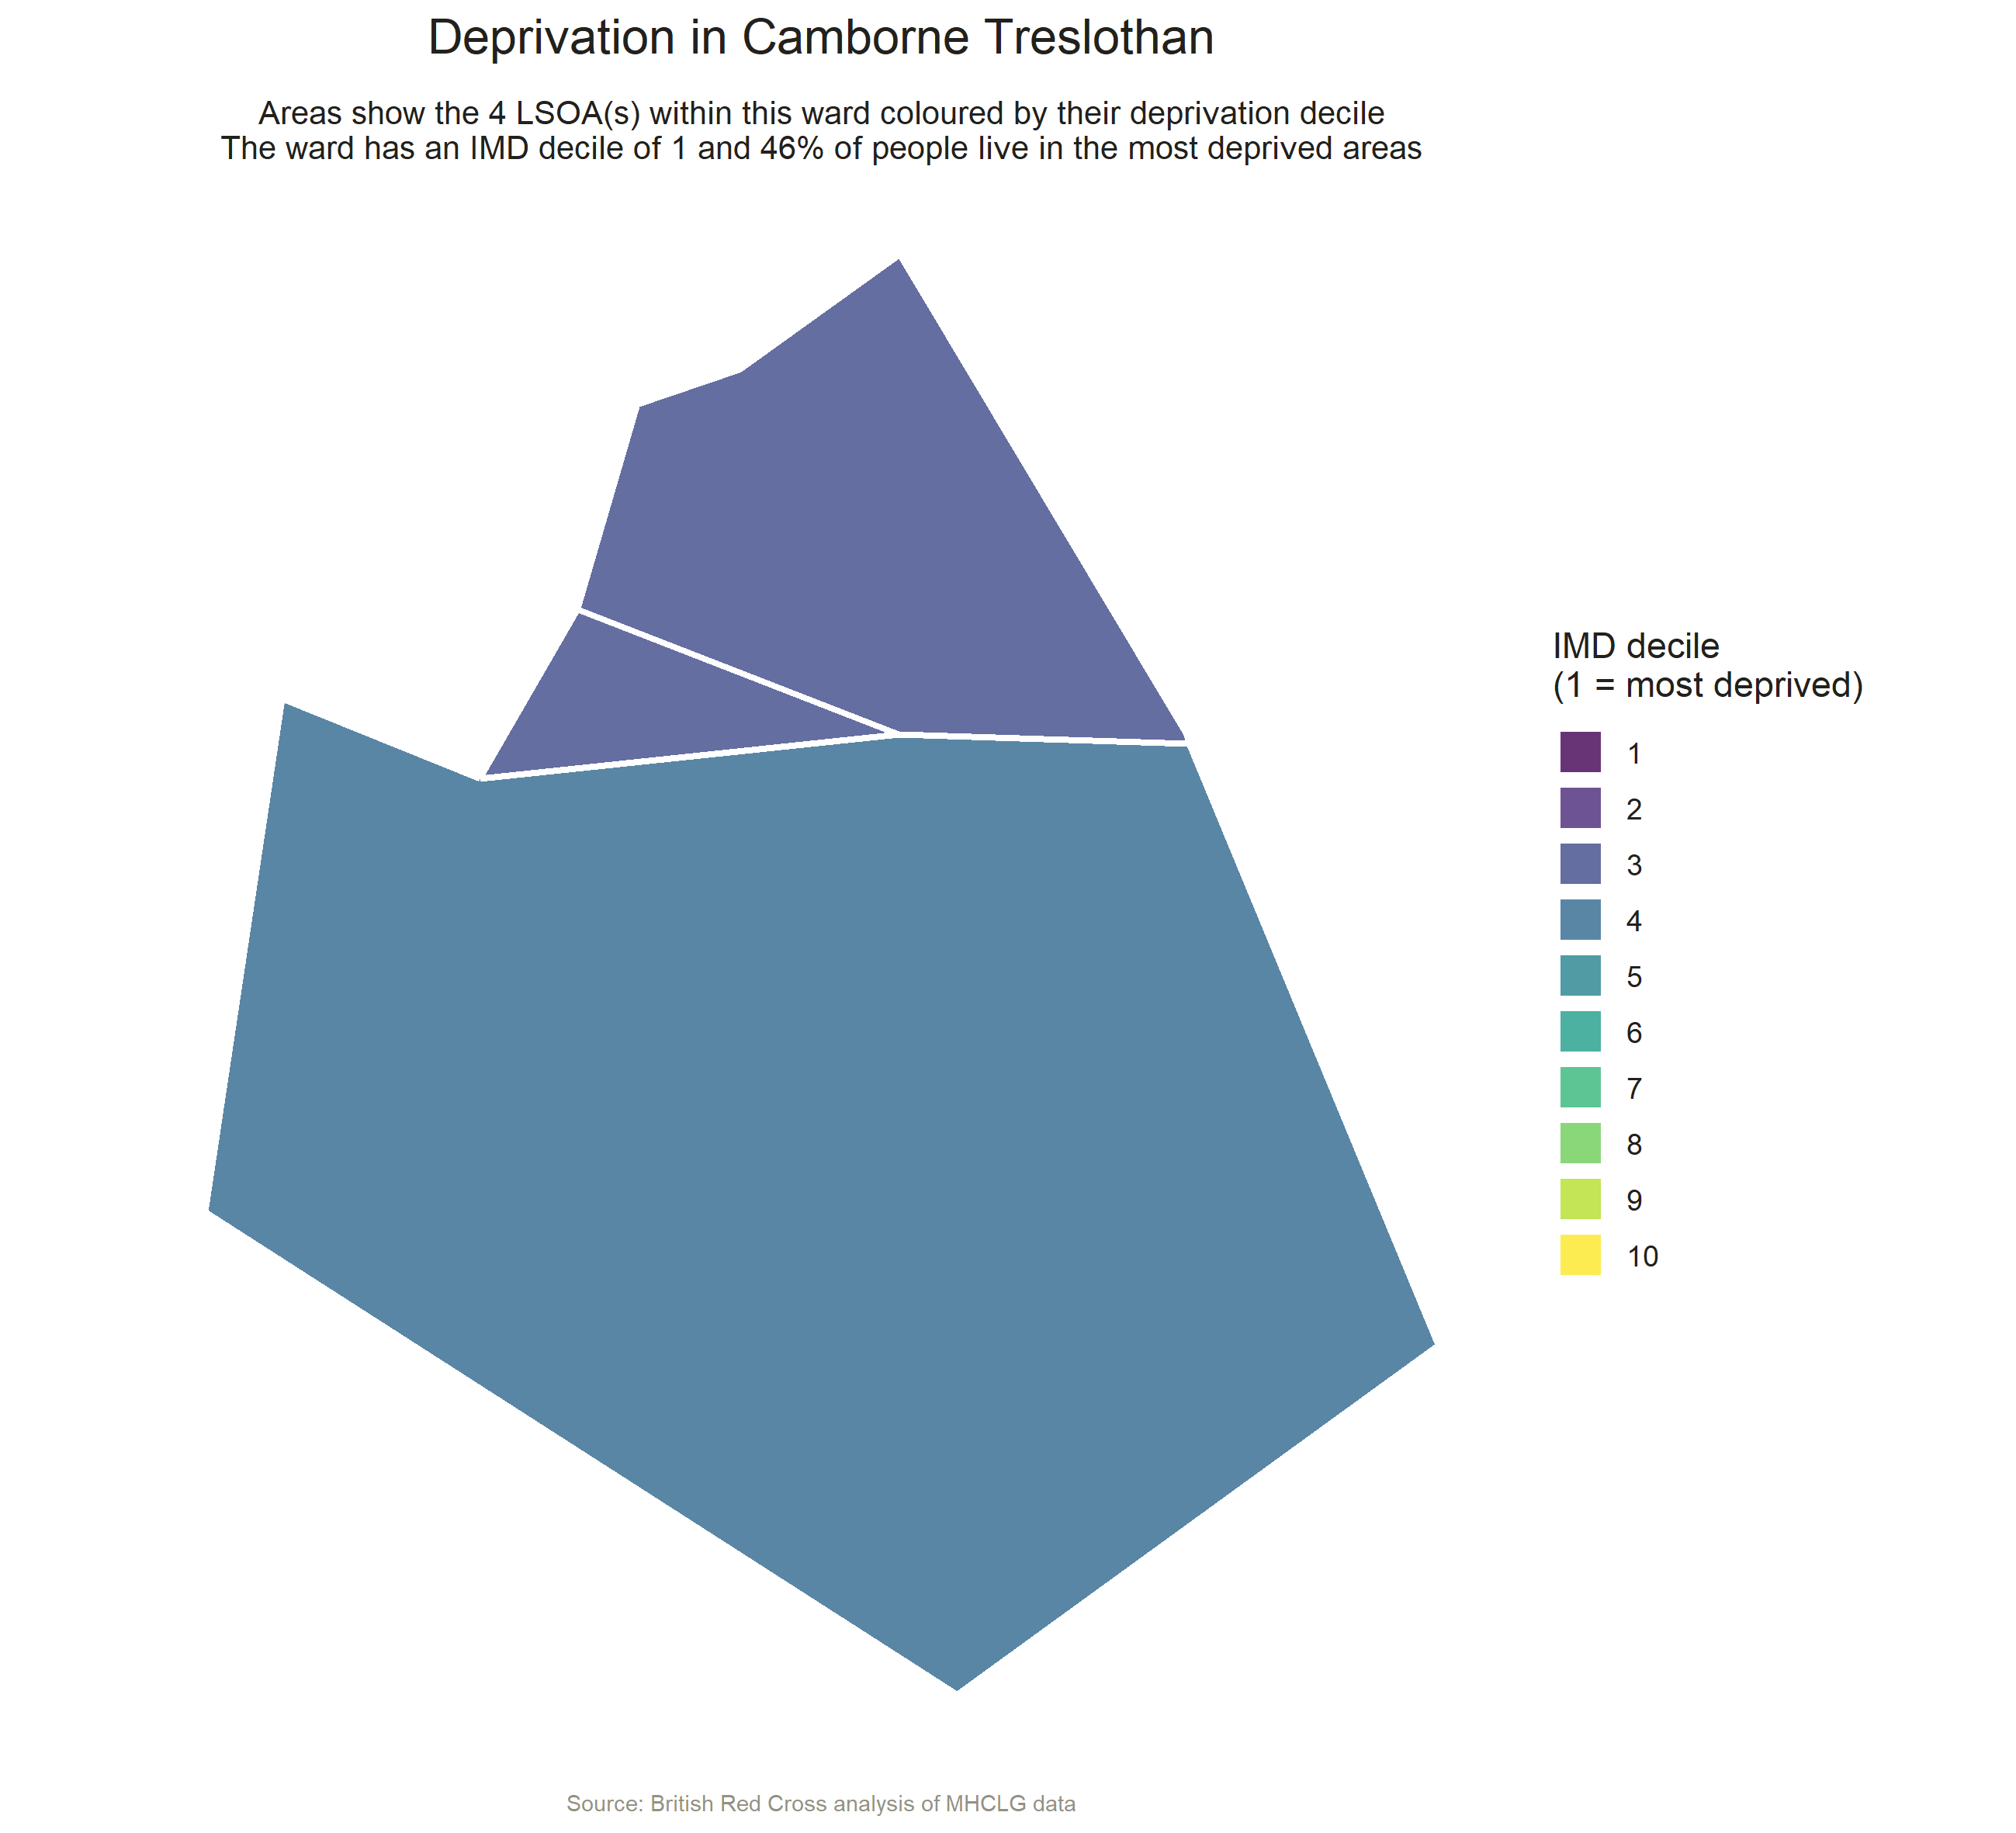 Deprivation in Camborne Treslothan
Areas show the 4 LSOA(s) within this ward coloured by their deprivation decile
The ward has an IMD decile of 1 and 46% of people live in the most deprived areas
IMD decile
(1 = most deprived)
1
2
3
4
5
6
7
8
9
10
Source: British Red Cross analysis of MHCLG data